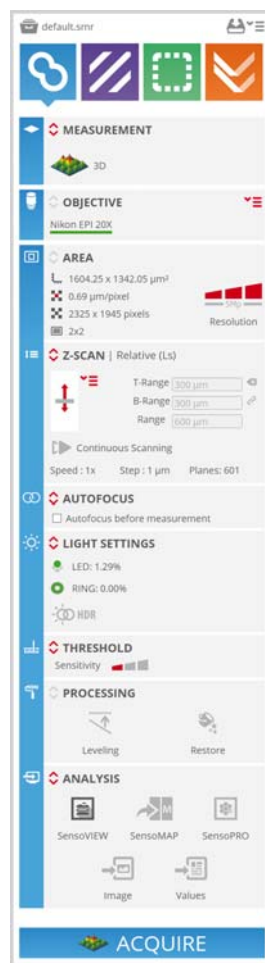 default.smr
MEASUREMENT
3D
OBJECTIVE
Nikon EPI 20X
AREA
1604.25 x 1342.05 µm²
0.69 µm/pixel
2325 x 1945 pixels
2x2
5Mp
Resolution
Z-SCAN | Relative (Ls)
T-Range 300 µm
B-Range 300 µm
Range 600 µm
Continuous Scanning
Speed : 1x Step : 1 µm Planes: 601
AUTOFOCUS
Autofocus before measurement
LIGHT SETTINGS
LED: 1.29%
RING: 0.00%
HDR
THRESHOLD
Sensitivity
PROCESSING
Leveling Restore
ANALYSIS
SensoVIEW SensoMAP SensoPRO
Image Values
ACQUIRE